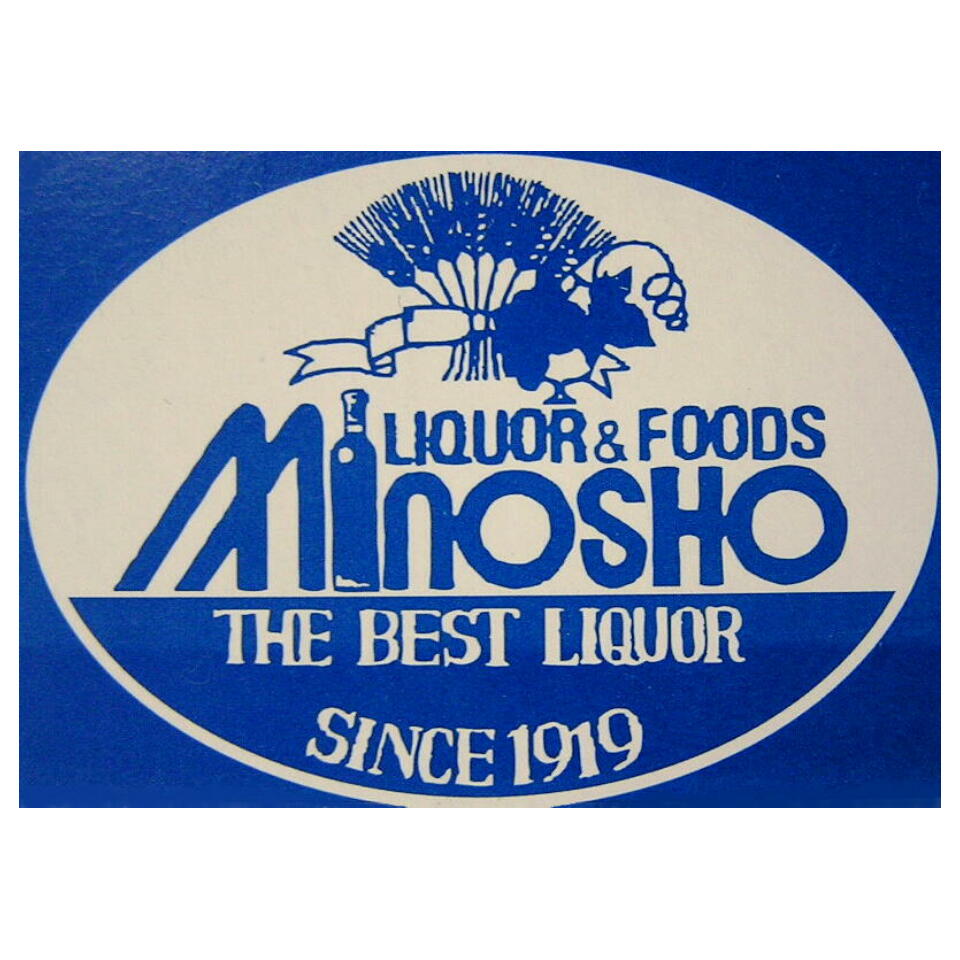 LIQUOR & FOODS
MINOSHO
THE BEST LIQUOR
SINCE 1919